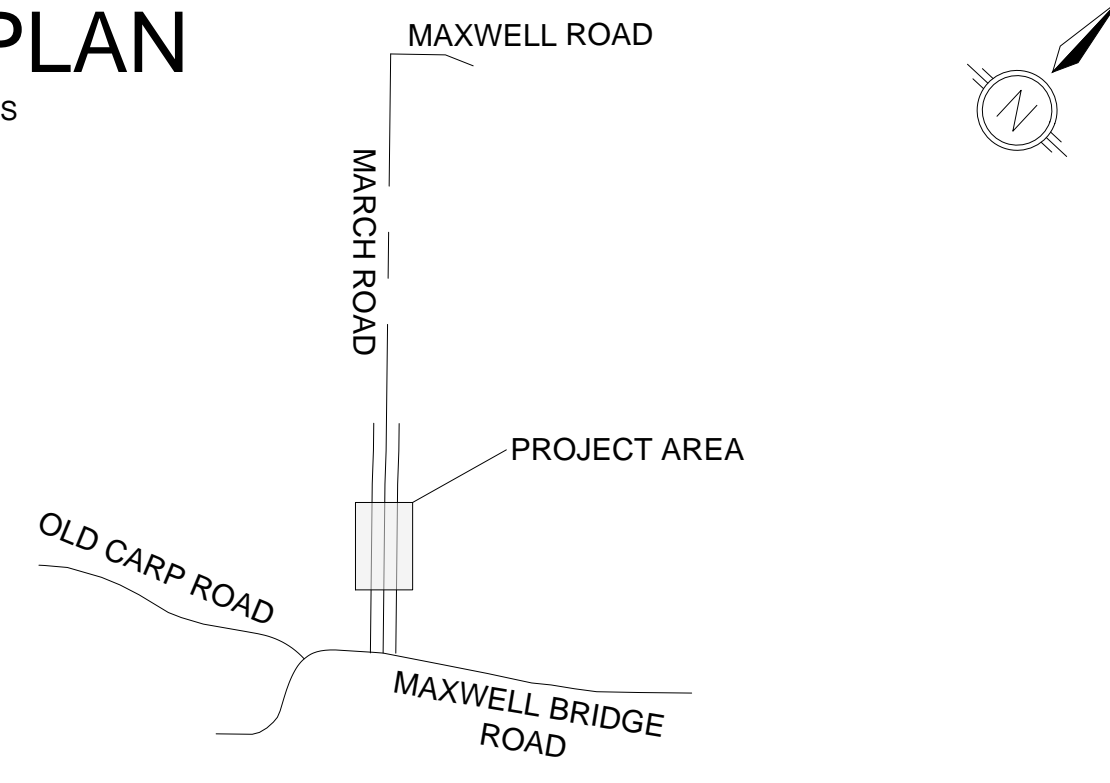 PLAN
S
MAXWELL ROAD
N
MARCH ROAD
PROJECT AREA
OLD CARP ROAD
MAXWELL BRIDGE
ROAD